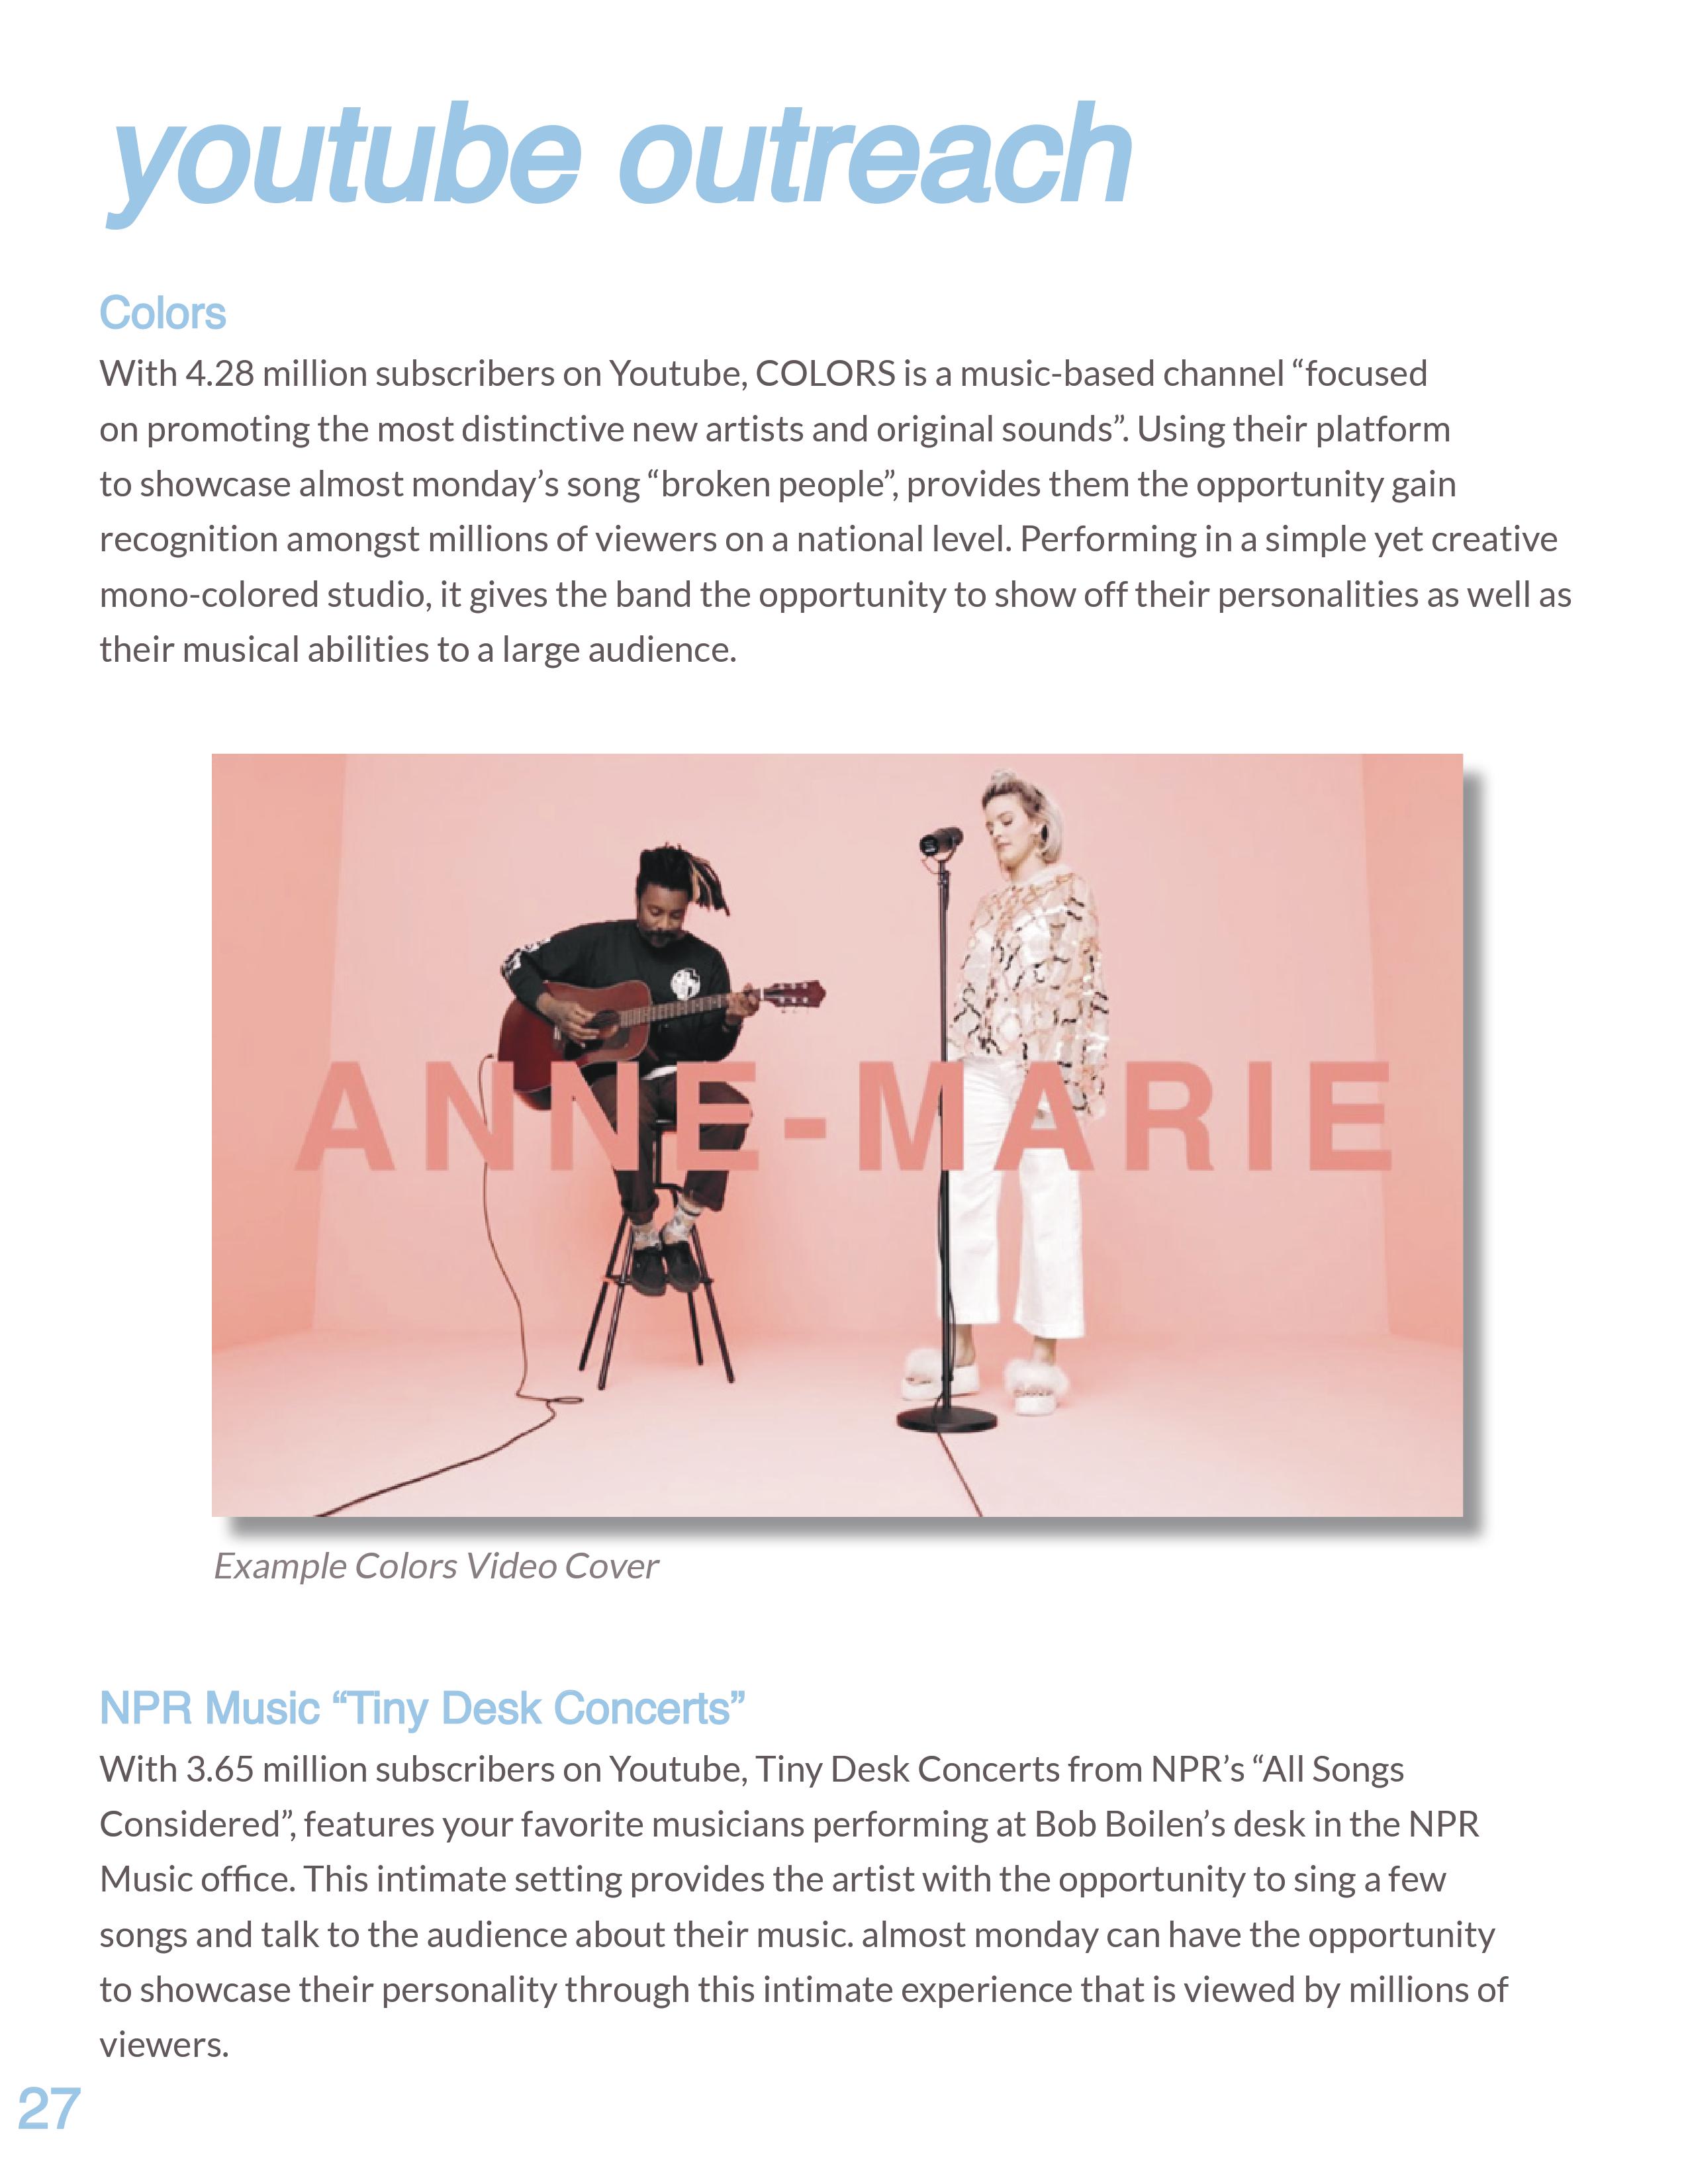 youtube outreach
Colors
With 4.28 million subscribers on Youtube, COLORS is a music-based channel “focused
on promoting the most distinctive new artists and original sounds”. Using their platform
to showcase almost monday’s song “broken people”, provides them the opportunity gain
recognition amongst millions of viewers on a national level. Performing in a simple yet creative
mono-colored studio, it gives the band the opportunity to show off their personalities as well as
their musical abilities to a large audience.
ANNE-MARIE
Example Colors Video Cover
NPR Music “Tiny Desk Concerts”
With 3.65 million subscribers on Youtube, Tiny Desk Concerts from NPR’s “All Songs
Considered”, features your favorite musicians performing at Bob Boilen’s desk in the NPR
Music office. This intimate setting provides the artist with the opportunity to sing a few
songs and talk to the audience about their music. almost monday can have the opportunity
to showcase their personality through this intimate experience that is viewed by millions of
viewers.
27